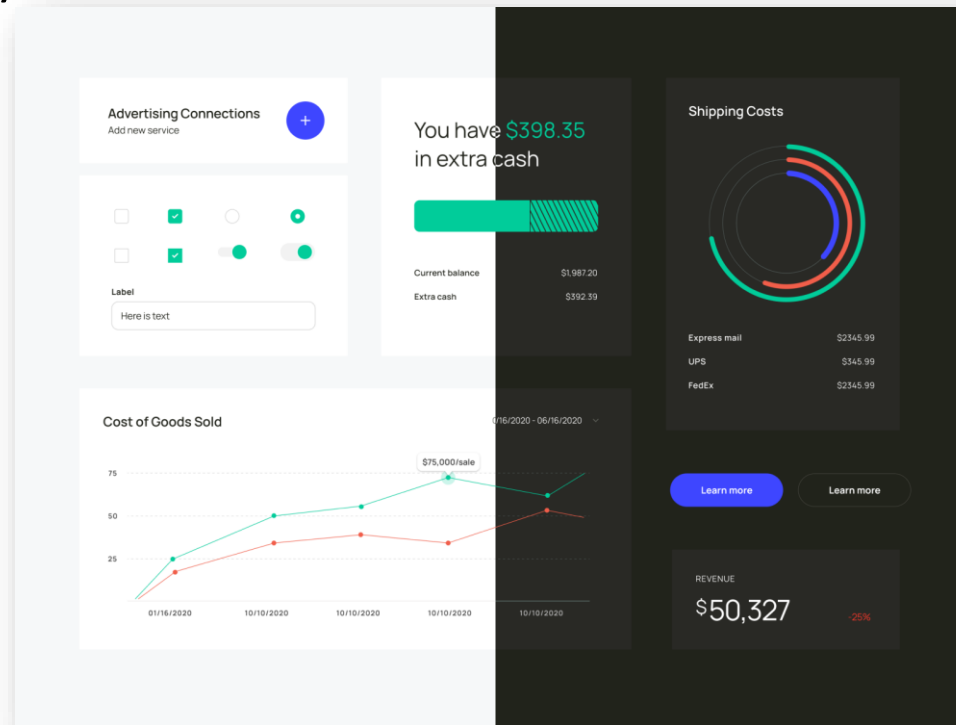 Advertising Connections
Add new service
Label
Here is text
You have $398.35
in extra cash
Current balance $1,987.20
Extra cash $392.39
Shipping Costs
Express mail $2345.99
UPS $345.99
FedEx $2345.99
Cost of Goods Sold
/16/2020 - 06/16/2020
$75,000/sale
75
50
25
01/16/2020 10/10/2020 10/10/2020 10/10/2020 10/10/2020
Learn more Learn more
REVENUE
$50,327 -25%